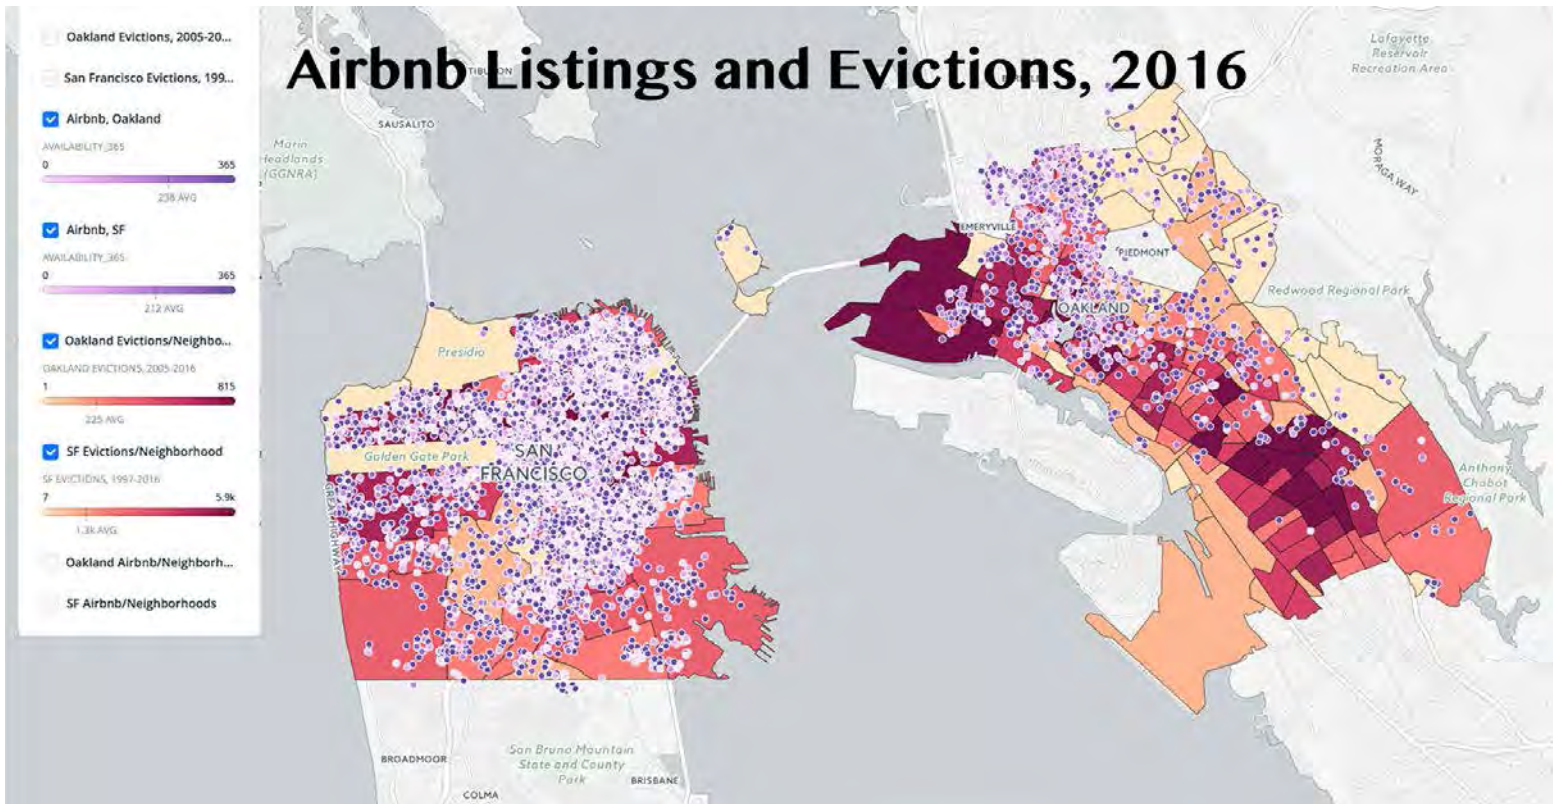 Airbnb Listings and Evictions, 2016
Oakland Evictions, 2005-20...
San Francisco Evictions, 199...
Airbnb, Oakland
AVAILABILITY_365
0 365
238 AVG
Airbnb, SF
AVAILABILITY_365
0 365
212 AVG
Oakland Evictions/Neighbo...
OAKLAND EVICTIONS, 2005-2016
1 815
225 AVG
SF Evictions/Neighborhood
SF EVICTIONS, 1997-2016
7 5.9k
1.3k AVG
Oakland Airbnb/Neighborh...
SF Airbnb/Neighborhoods
TIBURON
SAUSALITO
Marin
Headlands
(GGNRA)
Lafayette
Reservoir
Recreation Area
MORAGA WAY
EMERYVILLE
PIEDMONT
Redwood Regional Park
OAKLAND
Presidio
Golden Gate Park
SAN
FRANCISCO
GREAT HIGHWAY
Anthony
Chabot
Regional Park
BROADMOOR
San Bruno Mountain
State and County
Park
BRISBANE
COLMA